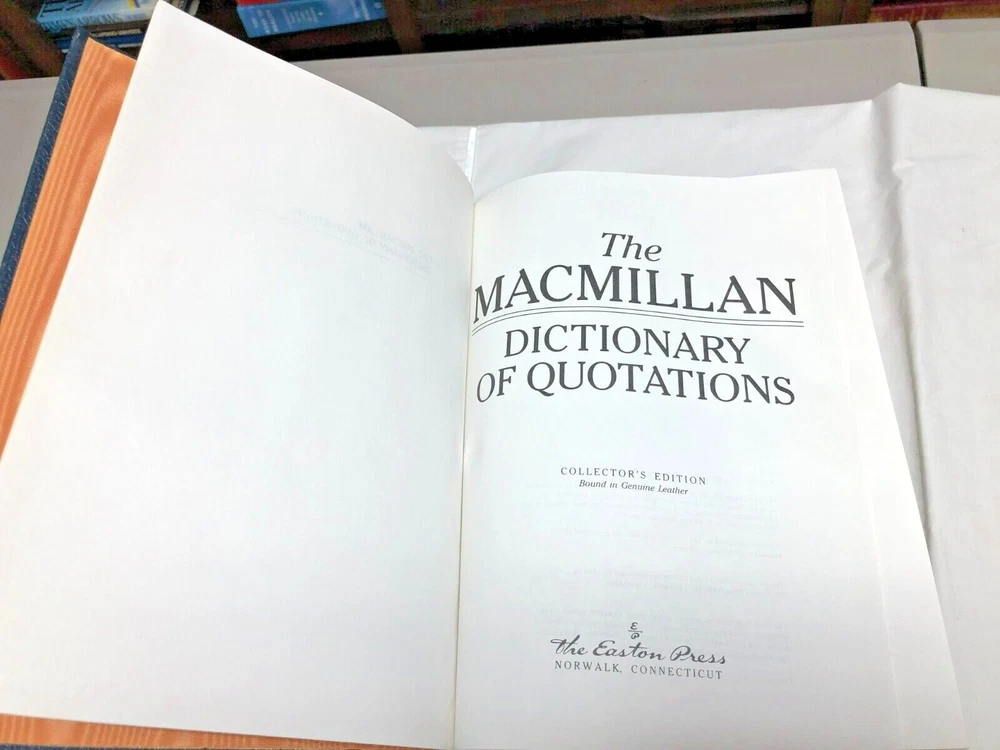 The
MACMILLAN
DICTIONARY
OF QUOTATIONS
COLLECTOR'S EDITION
Bound in Genuine Leather
E
P
The Easton Press
NORWALK, CONNECTICUT